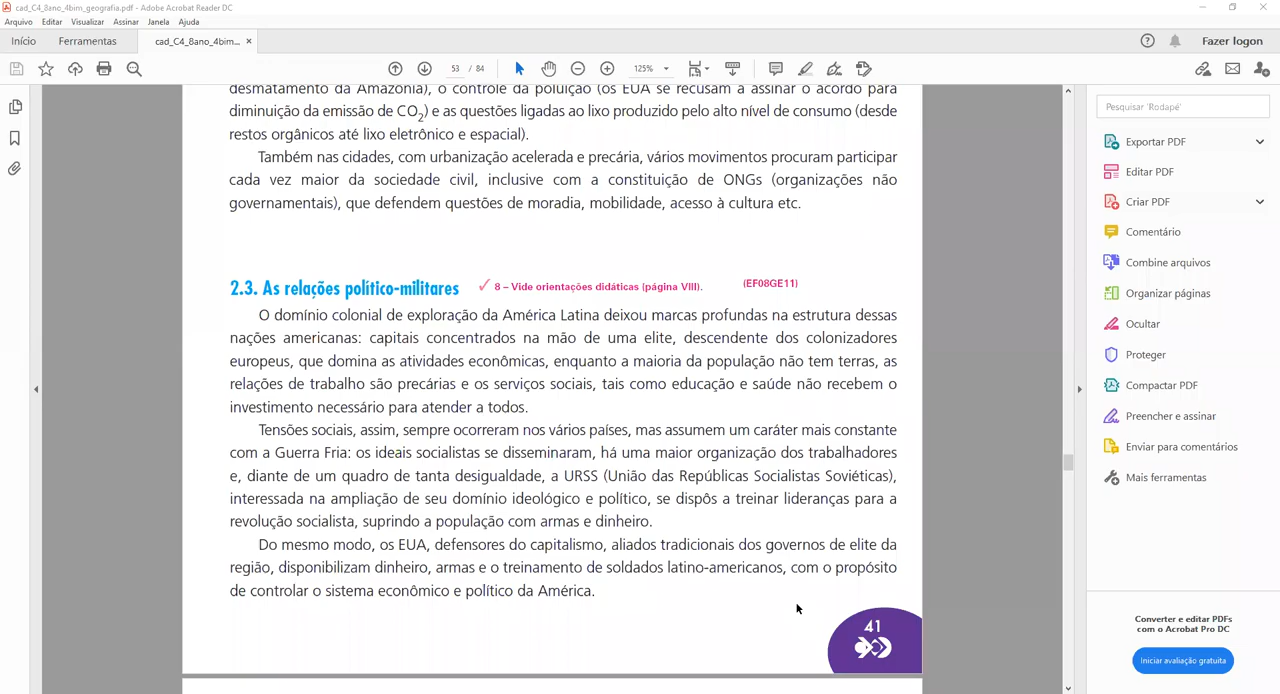 cad_C4_8ano_4bim_geografia.pdf - Adobe Acrobat Reader DC
Arquivo Editar Visualizar Assinar Janela Ajuda
Início Ferramentas cad_C4_8ano_4bim... × Fazer logon
53 / 84 125%
desmatamento da Amazônia), o controle da poluição (os EUA se recusam a assinar o acordo para
diminuição da emissão de CO2) e as questões ligadas ao lixo produzido pelo alto nível de consumo (desde
restos orgânicos até lixo eletrônico e espacial).
Também nas cidades, com urbanização acelerada e precária, vários movimentos procuram participar
cada vez maior da sociedade civil, inclusive com a constituição de ONGs (organizações não
governamentais), que defendem questões de moradia, mobilidade, acesso à cultura etc.
2.3. As relações político-militares ✓ 8 – Vide orientações didáticas (página VIII). (EF08GE11)
O domínio colonial de exploração da América Latina deixou marcas profundas na estrutura dessas
nações americanas: capitais concentrados na mão de uma elite, descendente dos colonizadores
europeus, que domina as atividades econômicas, enquanto a maioria da população não tem terras, as
relações de trabalho são precárias e os serviços sociais, tais como educação e saúde não recebem o
investimento necessário para atender a todos.
Tensões sociais, assim, sempre ocorreram nos vários países, mas assumem um caráter mais constante
com a Guerra Fria: os ideais socialistas se disseminaram, há uma maior organização dos trabalhadores
e, diante de um quadro de tanta desigualdade, a URSS (União das Repúblicas Socialistas Soviéticas),
interessada na ampliação de seu domínio ideológico e político, se dispôs a treinar lideranças para a
revolução socialista, suprindo a população com armas e dinheiro.
Do mesmo modo, os EUA, defensores do capitalismo, aliados tradicionais dos governos de elite da
região, disponibilizam dinheiro, armas e o treinamento de soldados latino-americanos, com o propósito
de controlar o sistema econômico e político da América.
41
Pesquisar 'Rodapé'
Exportar PDF
Editar PDF
Criar PDF
Comentário
Combine arquivos
Organizar páginas
Ocultar
Proteger
Compactar PDF
Preencher e assinar
Enviar para comentários
Mais ferramentas
Converter e editar PDFs
com o Acrobat Pro DC
Iniciar avaliação gratuita